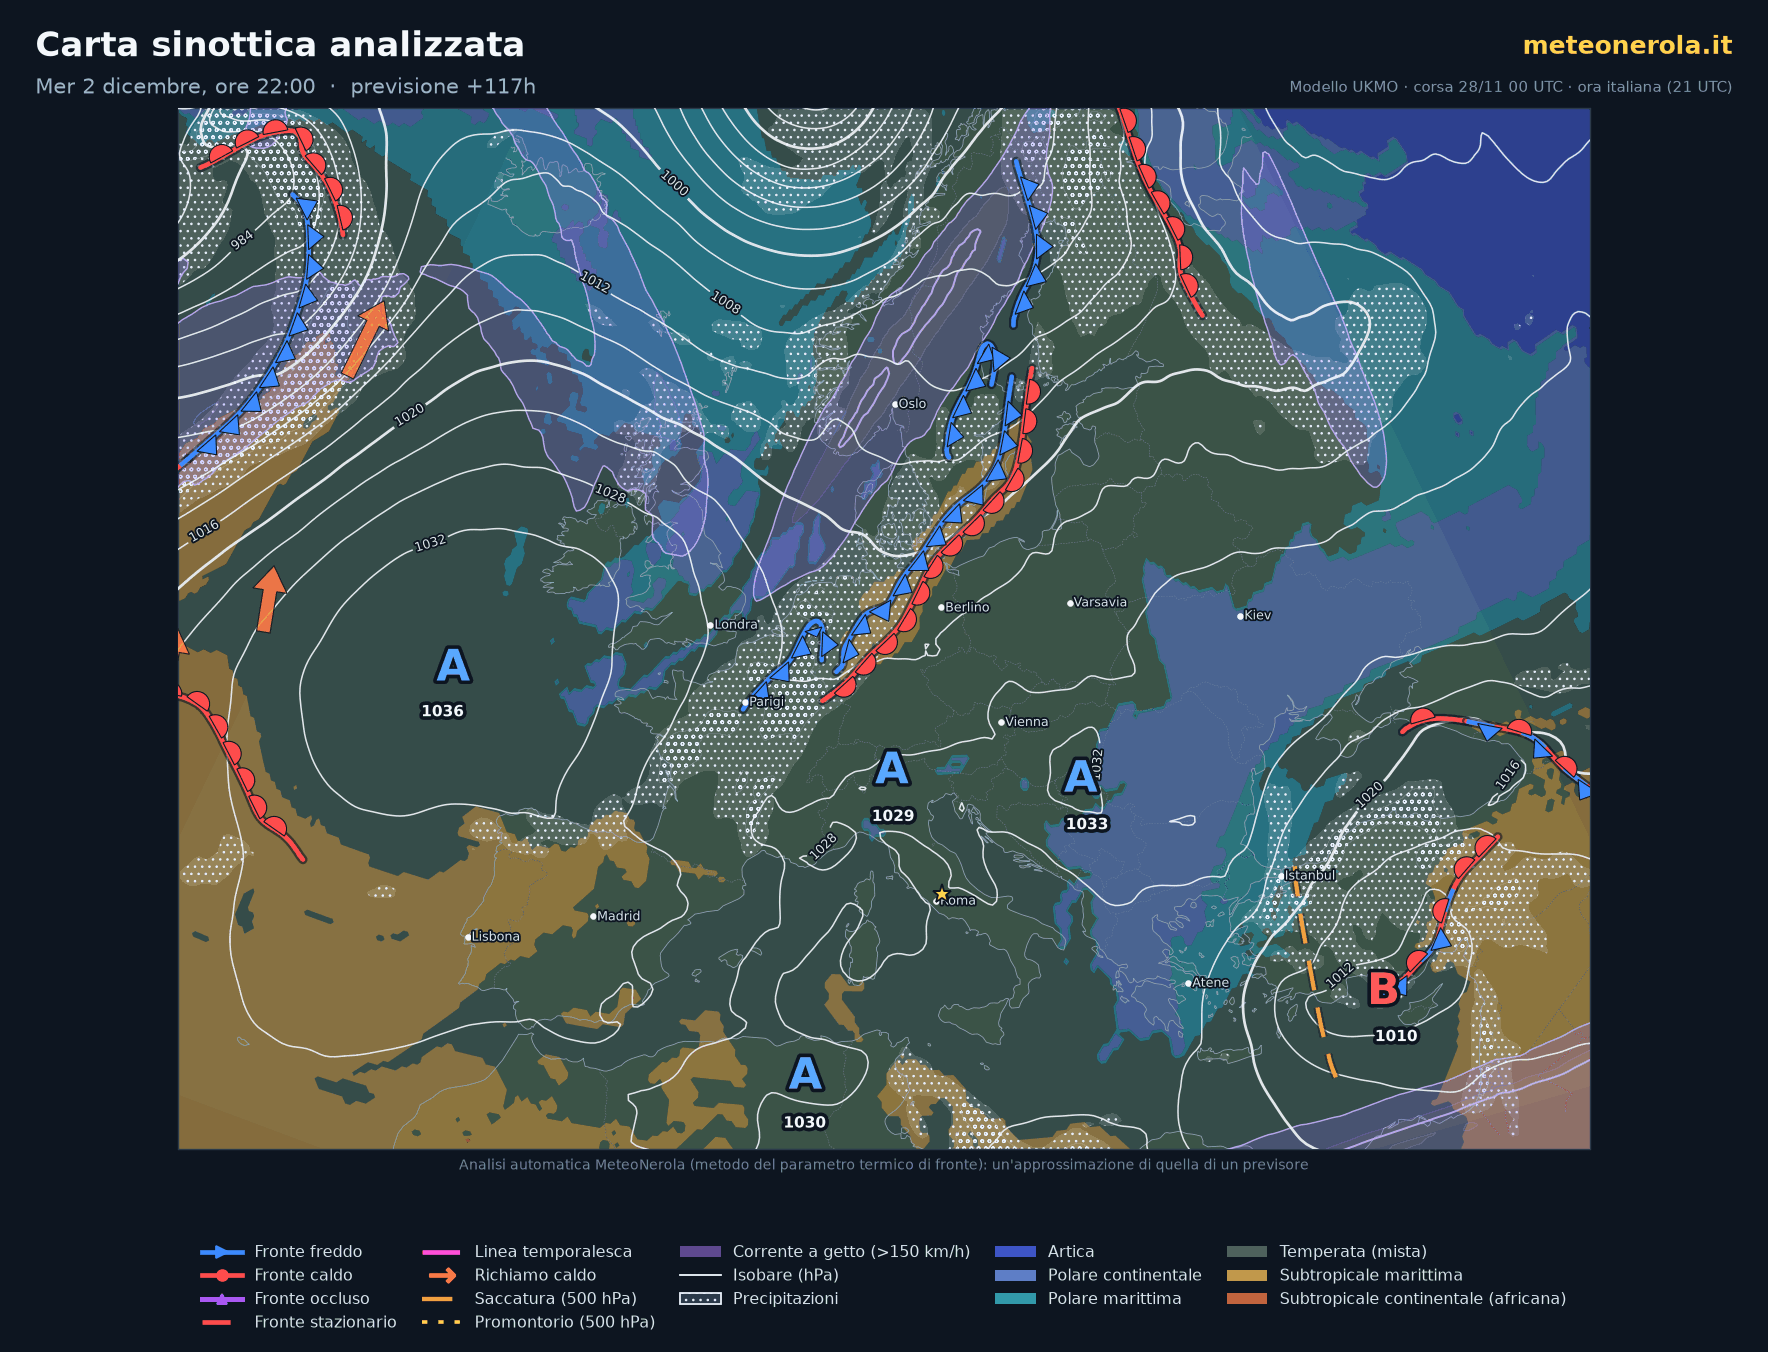 Carta sinottica analizzata
meteonerola.it
Mer 2 dicembre, ore 22:00 · previsione +117h
Modello UKMO · corsa 28/11 00 UTC · ora italiana (21 UTC)
1000
984
1012
1008
Oslo
1020
1028
1016
1032
Berlino
Varsavia
Kiev
Londra
A
1036
Parigi
Vienna
A
1029
A
1032
1033
1016
1020
1028
Istanbul
Roma
Madrid
Lisbona
Atene
1012
B
1010
A
1030
Analisi automatica MeteoNerola (metodo del parametro termico di fronte): un'approssimazione di quella di un previsore
Fronte freddo
Fronte caldo
Fronte occluso
Fronte stazionario
Linea temporalesca
Richiamo caldo
Saccatura (500 hPa)
Promontorio (500 hPa)
Corrente a getto (>150 km/h)
Isobare (hPa)
Precipitazioni
Artica
Polare continentale
Polare marittima
Temperata (mista)
Subtropicale marittima
Subtropicale continentale (africana)